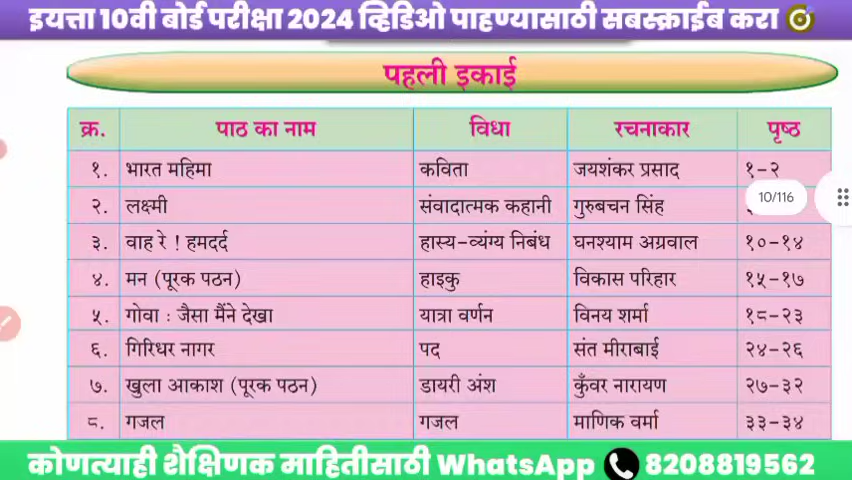 इयत्ता 10वी बोर्ड परीक्षा 2024 व्हिडिओ पाहण्यासाठी सबस्क्राईब करा
पहली इकाई
क्र. पाठ का नाम विधा रचनाकार पृष्ठ
१. भारत महिमा कविता जयशंकर प्रसाद १-२
२. लक्ष्मी संवादात्मक कहानी गुरुबचन सिंह
10/116
३. वाह रे ! हमदर्द हास्य-व्यंग्य निबंध घनश्याम अग्रवाल १०-१४
४. मन (पूरक पठन) हाइकु विकास परिहार १५-१७
५. गोवा : जैसा मैंने देखा यात्रा वर्णन विनय शर्मा १८-२३
६. गिरिधर नागर पद संत मीराबाई २४-२६
७. खुला आकाश (पूरक पठन) डायरी अंश कुँवर नारायण २७-३२
८. गजल गजल माणिक वर्मा ३३-३४
कोणत्याही शैक्षिणक माहितीसाठी WhatsApp 8208819562